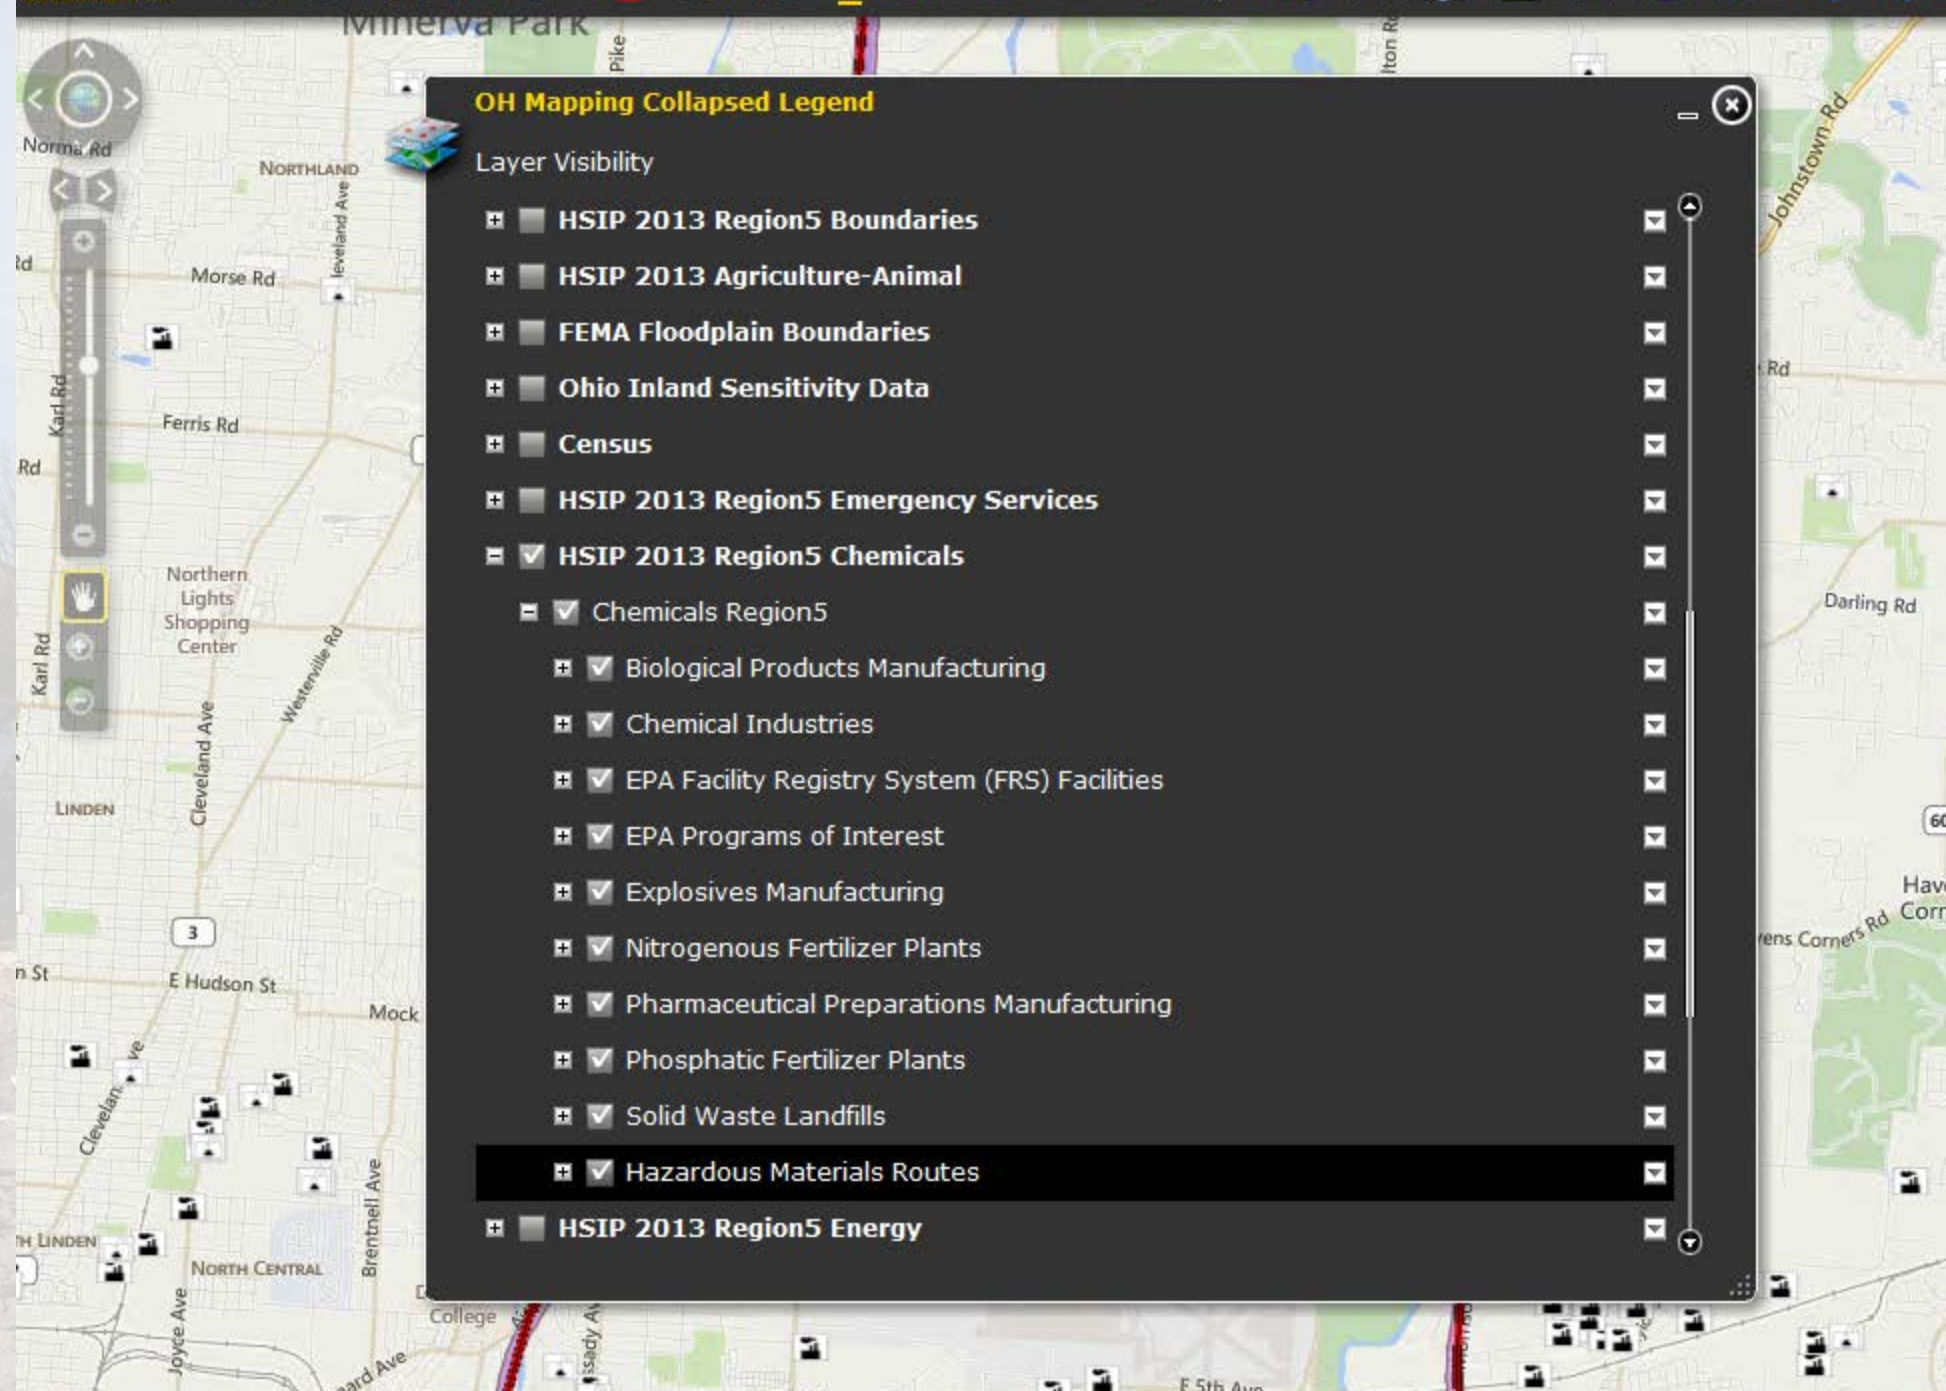 Minerva Park
Pike
Norma Rd
NORTHLAND
Morse Rd
Karl Rd
Ferris Rd
Rd
Northern
Lights
Shopping
Center
Karl Rd
Westerville Rd
Cleveland Ave
LINDEN
3
E Hudson St
Mock
Brentnell Ave
NORTH CENTRAL
Joyce Ave
College
OH Mapping Collapsed Legend
Layer Visibility
HSIP 2013 Region5 Boundaries
HSIP 2013 Agriculture-Animal
FEMA Floodplain Boundaries
Ohio Inland Sensitivity Data
Census
HSIP 2013 Region5 Emergency Services
HSIP 2013 Region5 Chemicals
Chemicals Region5
Biological Products Manufacturing
Chemical Industries
EPA Facility Registry System (FRS) Facilities
EPA Programs of Interest
Explosives Manufacturing
Nitrogenous Fertilizer Plants
Pharmaceutical Preparations Manufacturing
Phosphatic Fertilizer Plants
Solid Waste Landfills
Hazardous Materials Routes
HSIP 2013 Region5 Energy
Johnstown Rd
Rd
Darling Rd
Corners Rd
E 5th Ave